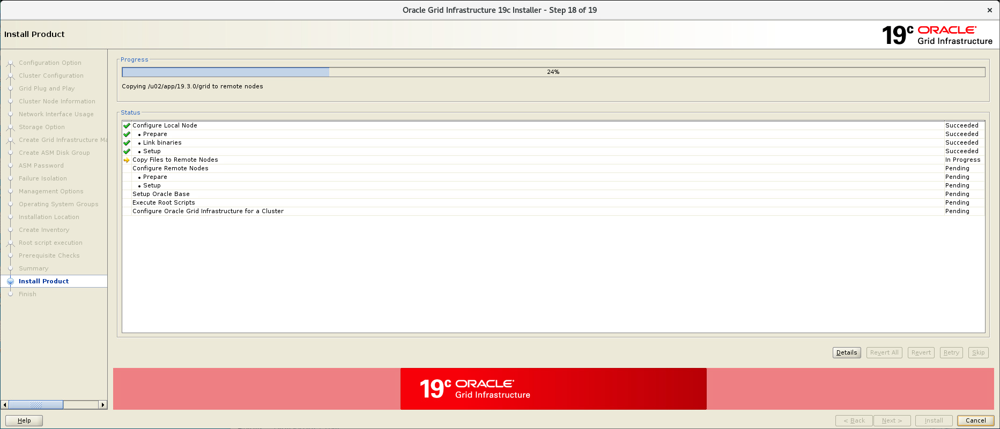 Oracle Grid Infrastructure 19c Installer - Step 18 of 19
×
Install Product
19c ORACLE®
Grid Infrastructure
Configuration Option
Cluster Configuration
Grid Plug and Play
Cluster Node Information
Network Interface Usage
Storage Option
Create Grid Infrastructure Ma
Create ASM Disk Group
ASM Password
Failure Isolation
Management Options
Operating System Groups
Installation Location
Create Inventory
Root script execution
Prerequisite Checks
Summary
Install Product
Finish
Progress
24%
Copying /u02/app/19.3.0/grid to remote nodes
Status
Configure Local Node Succeeded
• Prepare Succeeded
• Link binaries Succeeded
• Setup Succeeded
Copy Files to Remote Nodes In Progress
Configure Remote Nodes Pending
• Prepare Pending
• Setup Pending
Setup Oracle Base Pending
Execute Root Scripts Pending
Configure Oracle Grid Infrastructure for a Cluster Pending
Details Revert All Revert Retry Skip
19c ORACLE®
Grid Infrastructure
Help < Back Next > Install Cancel